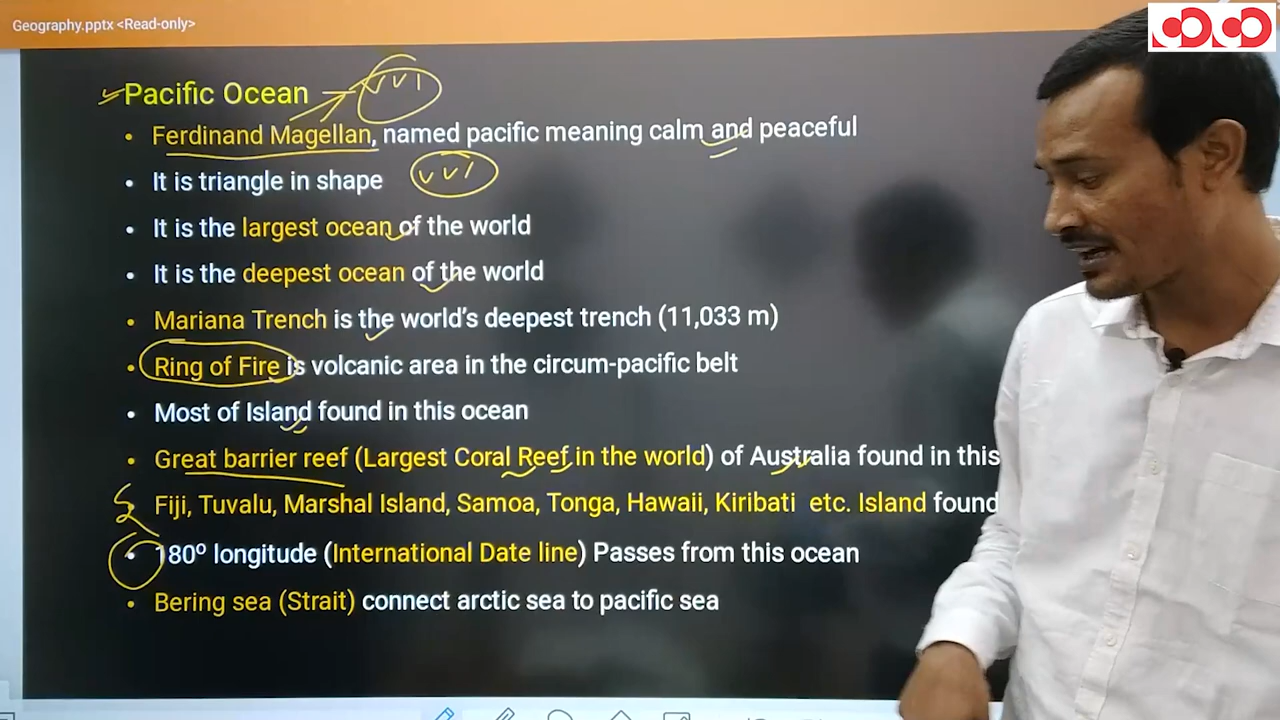 Geography.pptx <Read-only>
Pacific Ocean → VVI
• Ferdinand Magellan, named pacific meaning calm and peaceful
• It is triangle in shape VVI
• It is the largest ocean of the world
• It is the deepest ocean of the world
• Mariana Trench is the world's deepest trench (11,033 m)
• Ring of Fire is volcanic area in the circum-pacific belt
• Most of Island found in this ocean
• Great barrier reef (Largest Coral Reef in the world) of Australia found in this
• Fiji, Tuvalu, Marshal Island, Samoa, Tonga, Hawaii, Kiribati etc. Island found
• 180º longitude (International Date line) Passes from this ocean
• Bering sea (Strait) connect arctic sea to pacific sea